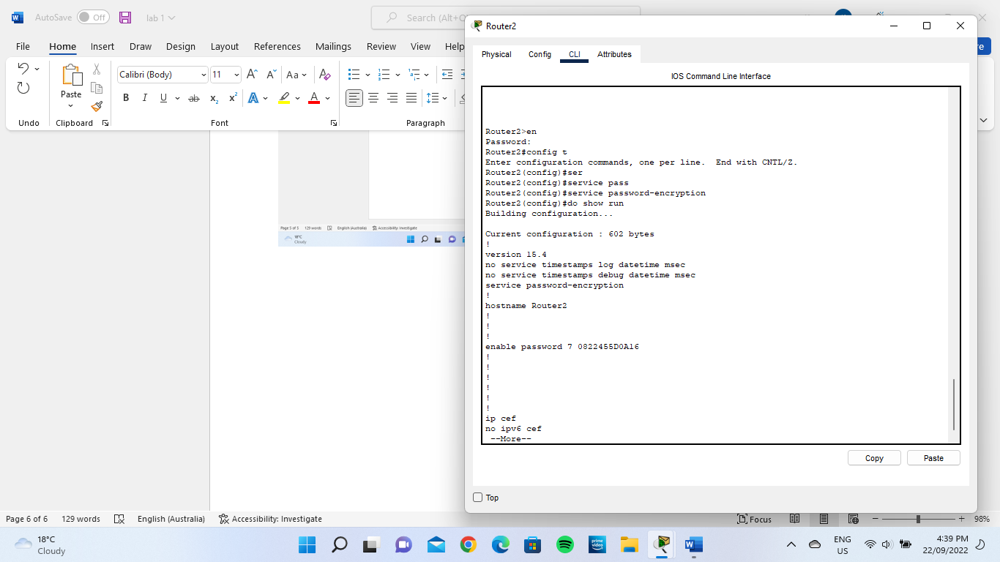 AutoSave Off lab 1 Search (Alt+Q
File Home Insert Draw Design Layout References Mailings Review View Help
Calibri (Body) 11 Aa
Paste
B I U ab x2 x2 A A
Undo Clipboard Font Paragraph
Page 5 of 5 129 words English (Australia) Accessibility: Investigate
18°C
Cloudy
Router2
Physical Config CLI Attributes
IOS Command Line Interface
Router2>en
Password:
Router2#config t
Enter configuration commands, one per line.  End with CNTL/Z.
Router2(config)#ser
Router2(config)#service pass
Router2(config)#service password-encryption
Router2(config)#do show run
Building configuration...
Current configuration : 602 bytes
!
version 15.4
no service timestamps log datetime msec
no service timestamps debug datetime msec
service password-encryption
!
hostname Router2
!
!
!
enable password 7 0822455D0A16
!
!
!
!
!
!
ip cef
no ipv6 cef
--More--
Copy Paste
Top
Page 6 of 6 129 words English (Australia) Accessibility: Investigate Focus 98%
18°C
Cloudy
prime video
ENG
US
4:39 PM
22/09/2022